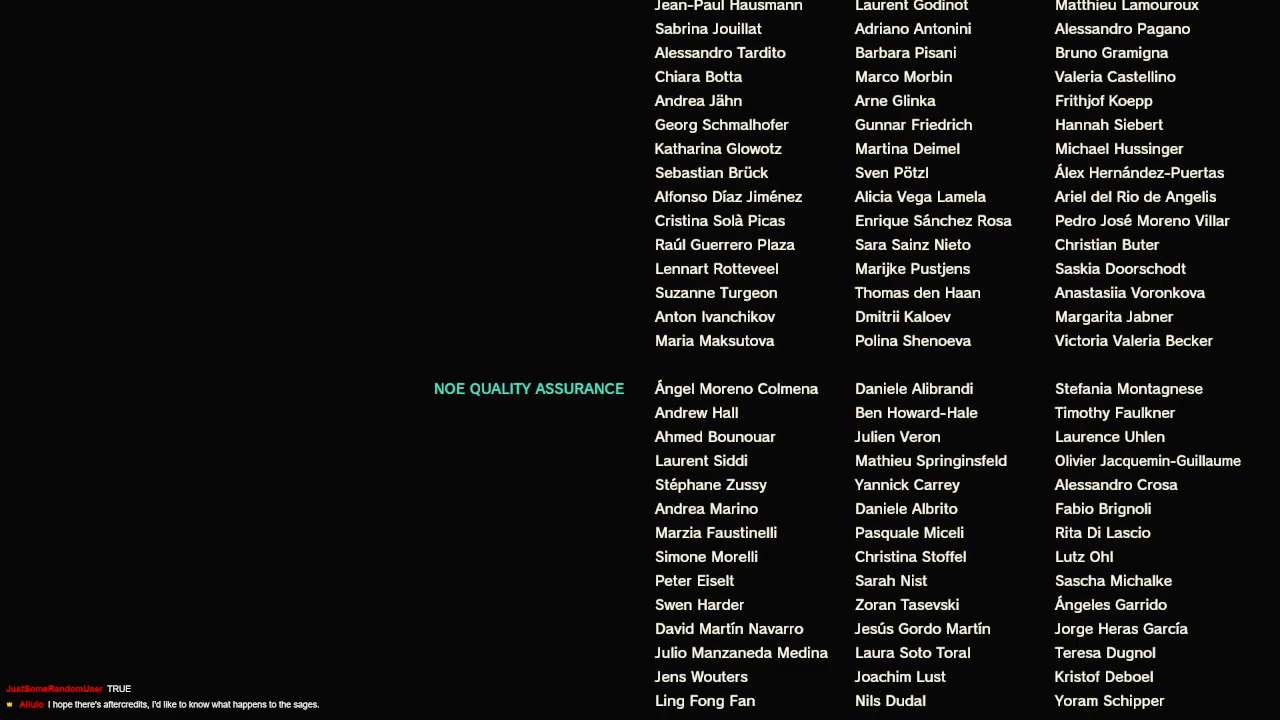 Jean-Paul Hausmann Laurent Godinot Matthieu Lamouroux
Sabrina Jouillat Adriano Antonini Alessandro Pagano
Alessandro Tardito Barbara Pisani Bruno Gramigna
Chiara Botta Marco Morbin Valeria Castellino
Andrea Jähn Arne Glinka Frithjof Koepp
Georg Schmalhofer Gunnar Friedrich Hannah Siebert
Katharina Glowotz Martina Deimel Michael Hussinger
Sebastian Brück Sven Pötzl Álex Hernández-Puertas
Alfonso Díaz Jiménez Alicia Vega Lamela Ariel del Rio de Angelis
Cristina Solà Picas Enrique Sánchez Rosa Pedro José Moreno Villar
Raúl Guerrero Plaza Sara Sainz Nieto Christian Buter
Lennart Rotteveel Marijke Pustjens Saskia Doorschodt
Suzanne Turgeon Thomas den Haan Anastasiia Voronkova
Anton Ivanchikov Dmitrii Kaloev Margarita Jabner
Maria Maksutova Polina Shenoeva Victoria Valeria Becker
NOE QUALITY ASSURANCE Ángel Moreno Colmena Daniele Alibrandi Stefania Montagnese
Andrew Hall Ben Howard-Hale Timothy Faulkner
Ahmed Bounouar Julien Veron Laurence Uhlen
Laurent Siddi Mathieu Springinsfeld Olivier Jacquemin-Guillaume
Stéphane Zussy Yannick Carrey Alessandro Crosa
Andrea Marino Daniele Albrito Fabio Brignoli
Marzia Faustinelli Pasquale Miceli Rita Di Lascio
Simone Morelli Christina Stoffel Lutz Ohl
Peter Eiselt Sarah Nist Sascha Michalke
Swen Harder Zoran Tasevski Ángeles Garrido
David Martín Navarro Jesús Gordo Martín Jorge Heras García
Julio Manzaneda Medina Laura Soto Toral Teresa Dugnol
Jens Wouters Joachim Lust Kristof Deboel
Ling Fong Fan Nils Dudal Yoram Schipper
JustSomeRandomUser TRUE
Allulo I hope there's aftercredits, I'd like to know what happens to the sages.